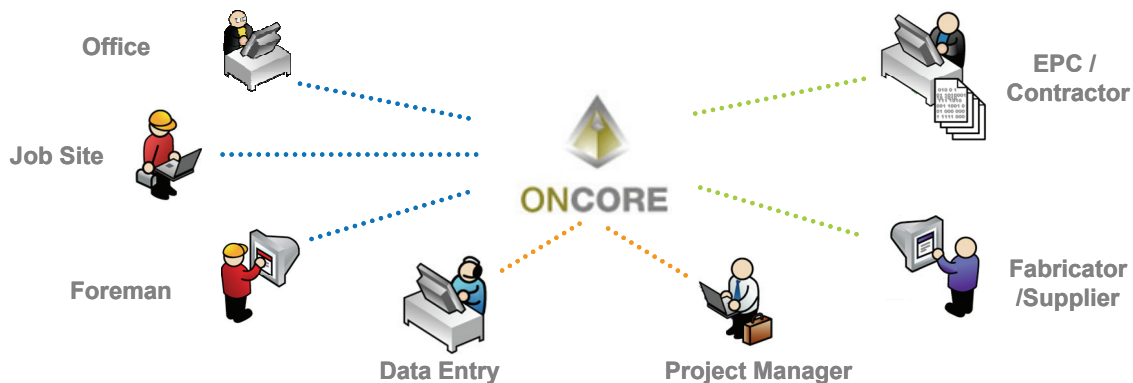 Office
EPC /
Contractor
Job Site
ONCORE
Foreman
Fabricator
/Supplier
Data Entry
Project Manager